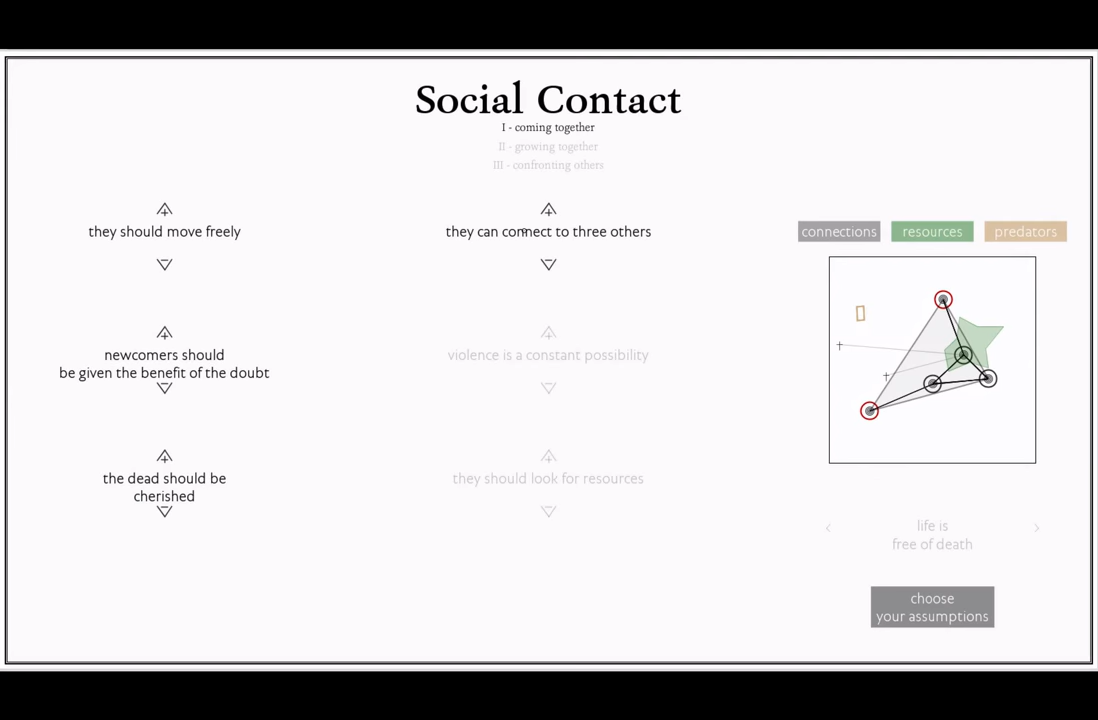 Social Contact
I - coming together
II - growing together
III - confronting others
they should move freely
they can connect to three others
connections
resources
predators
newcomers should
be given the benefit of the doubt
violence is a constant possibility
the dead should be
cherished
they should look for resources
life is
free of death
choose
your assumptions